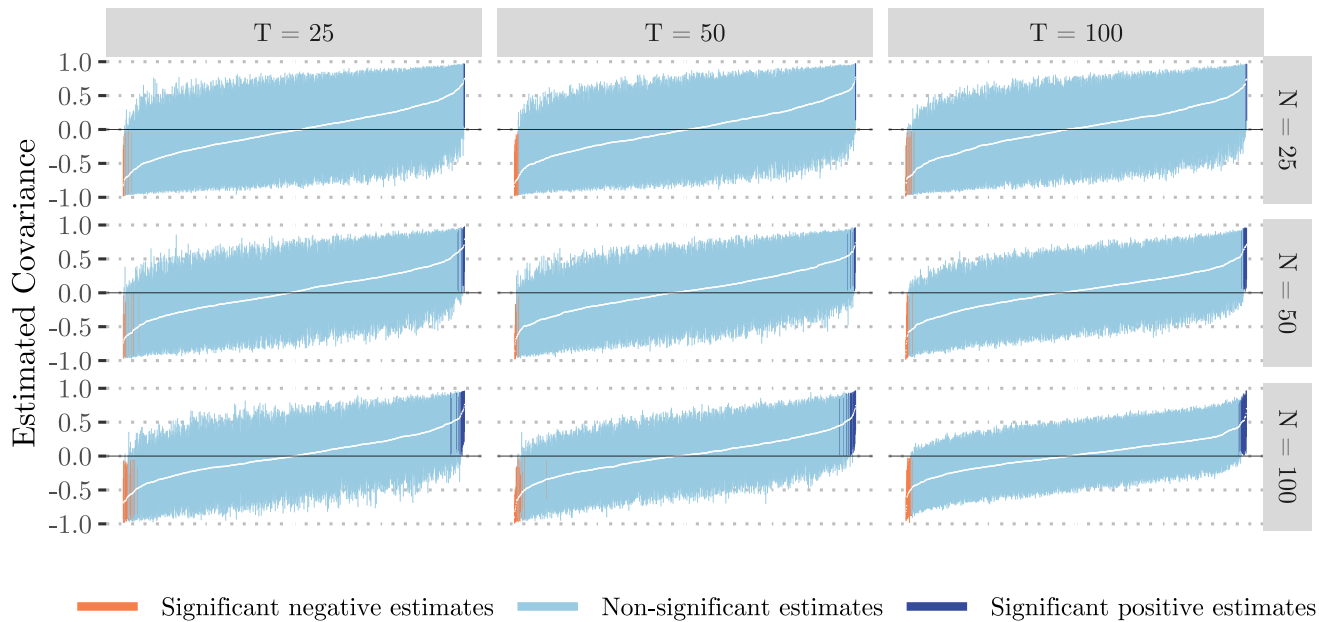 T = 25
T = 50
T = 100
Estimated Covariance
1.0
0.5
0.0
-0.5
-1.0
N = 25
1.0
0.5
0.0
-0.5
-1.0
N = 50
1.0
0.5
0.0
-0.5
-1.0
N = 100
Significant negative estimates
Non-significant estimates
Significant positive estimates